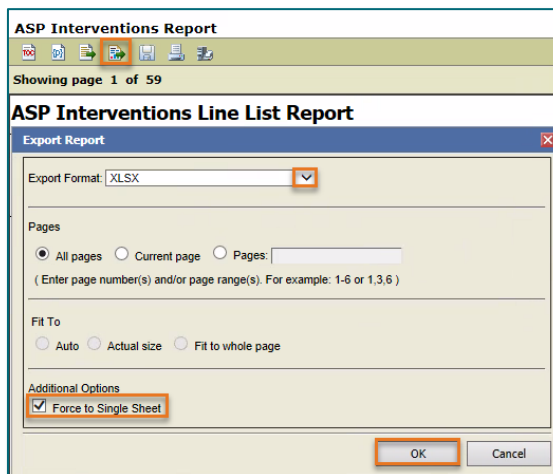 ASP Interventions Report
TOC
Showing page 1 of 59
ASP Interventions Line List Report
Export Report
Export Format: XLSX
Pages
All pages Current page Pages:
( Enter page number(s) and/or page range(s). For example: 1-6 or 1,3,6 )
Fit To
Auto Actual size Fit to whole page
Additional Options
Force to Single Sheet
OK Cancel